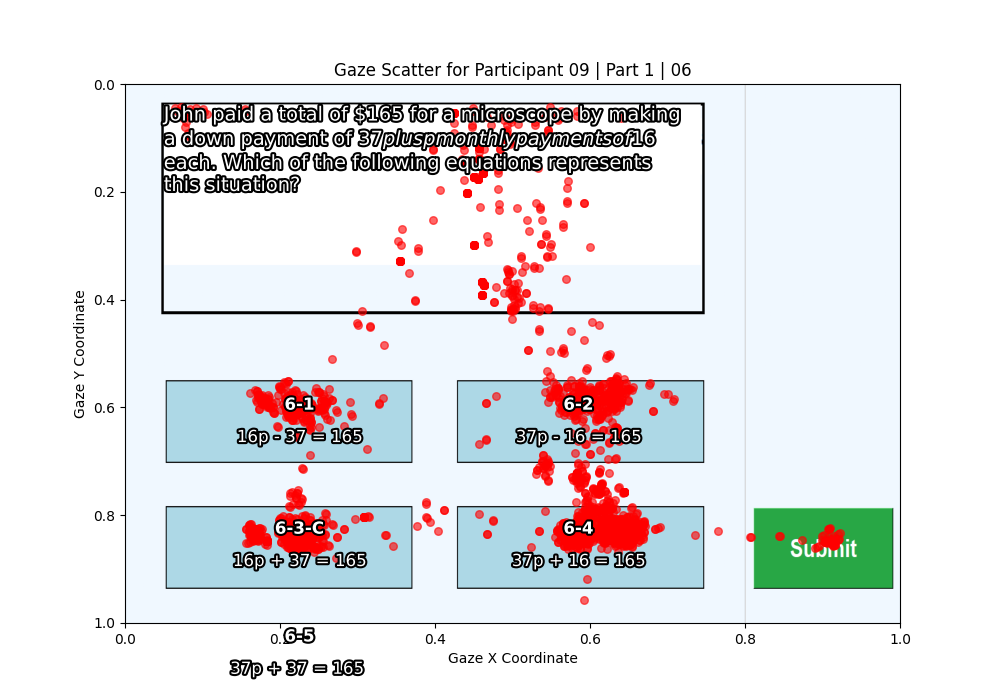 Gaze Scatter for Participant 09 | Part 1 | 06
John paid a total of $165 for a microscope by making
a down payment of 37pluspmonthlypaymentsof16
each. Which of the following equations represents
this situation?
6-1
16p - 37 = 165
6-2
37p - 16 = 165
6-3-C
16p + 37 = 165
6-4
37p + 16 = 165
Submit
6-5
37p + 37 = 165
Gaze Y Coordinate
0.0
0.2
0.4
0.6
0.8
1.0
0.0 0.2 0.4 0.6 0.8 1.0
Gaze X Coordinate